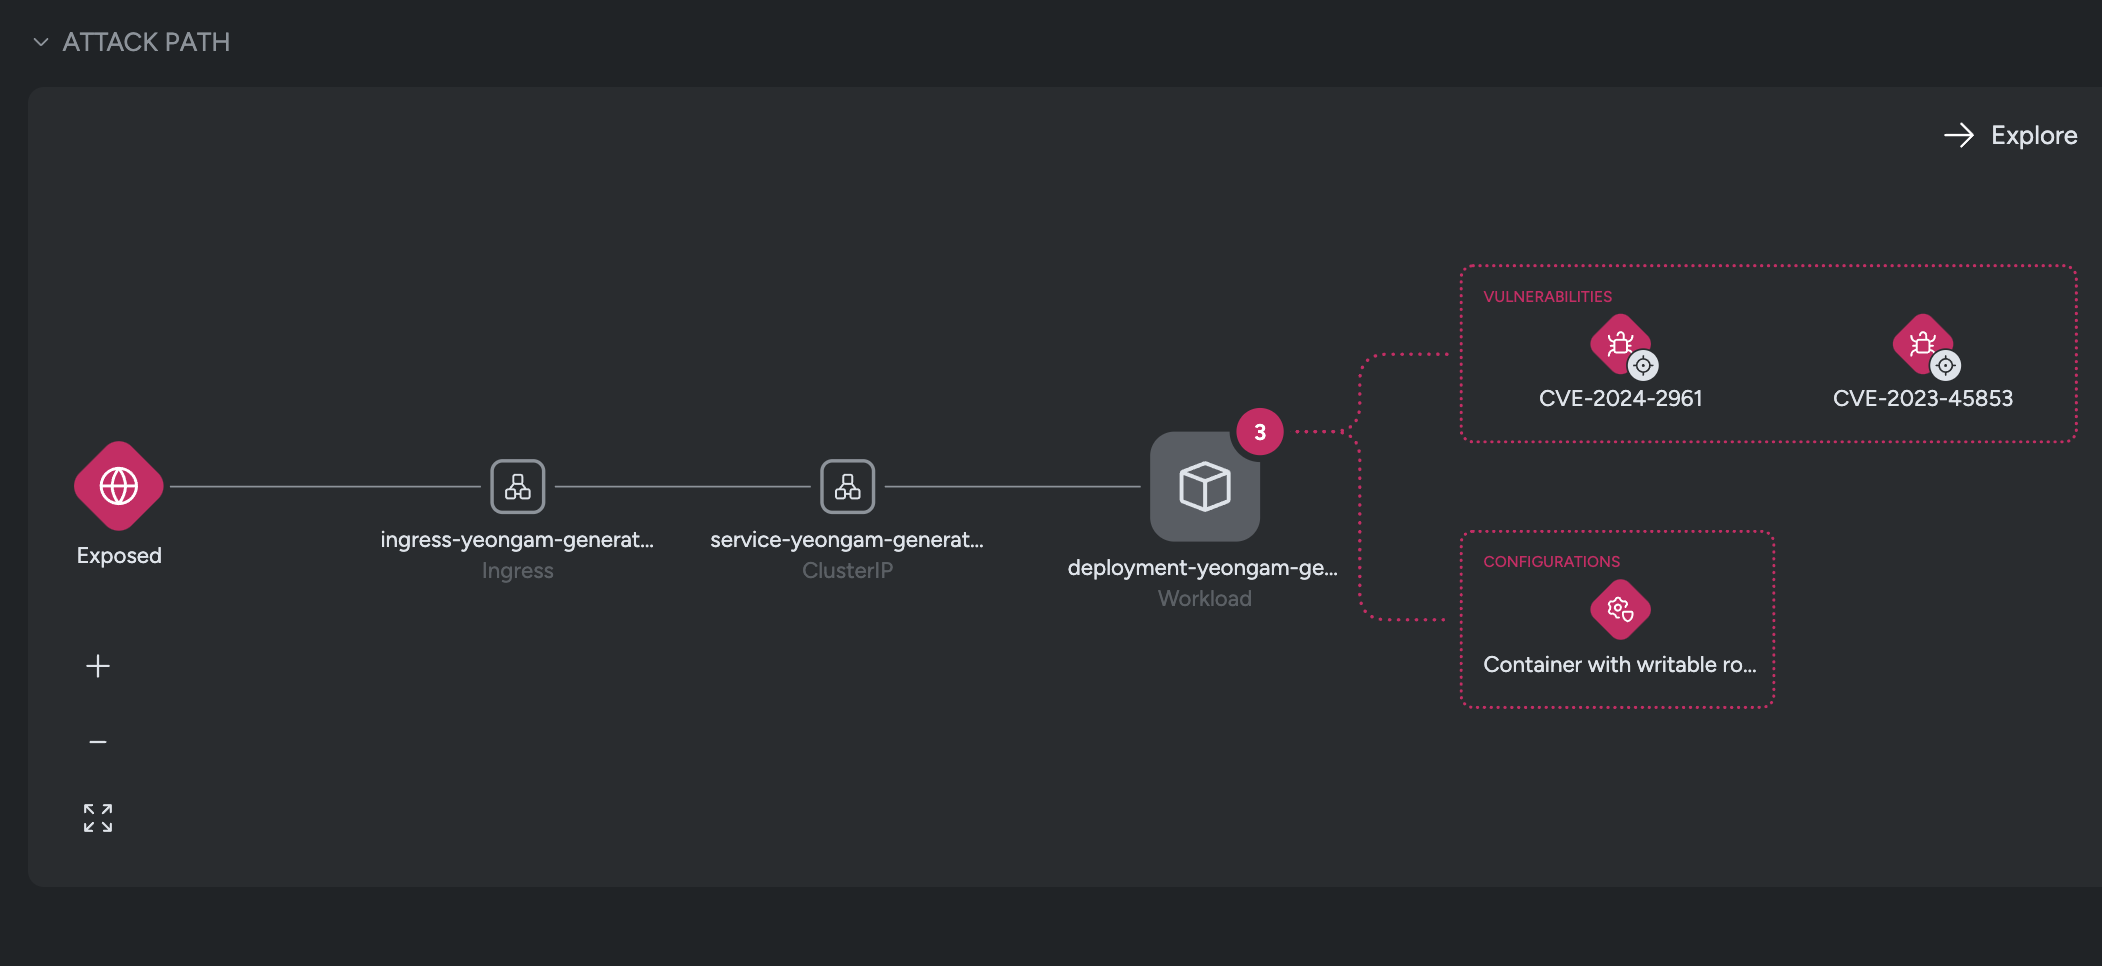 ATTACK PATH
Explore
VULNERABILITIES
CVE-2024-2961
CVE-2023-45853
3
Exposed
ingress-yeongam-generat...
Ingress
service-yeongam-generat...
ClusterIP
deployment-yeongam-ge...
Workload
CONFIGURATIONS
Container with writable ro...